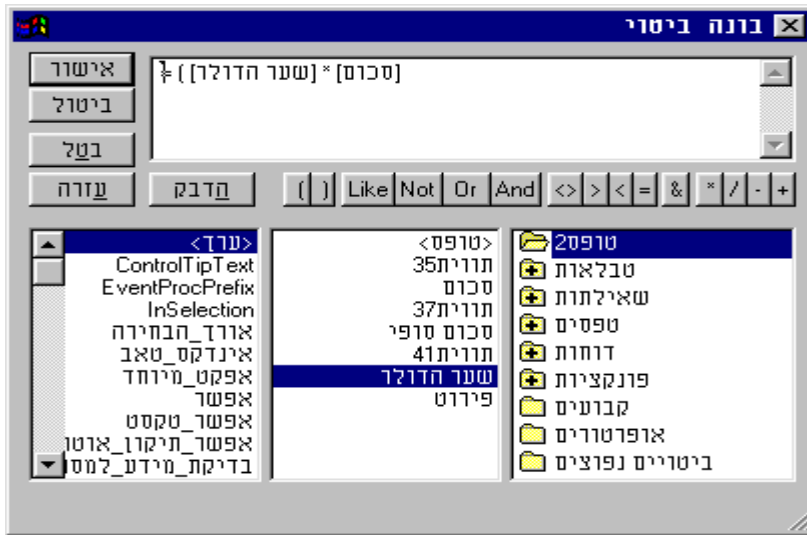 בונה ביטוי
[סכום] * [שער הדולר] ) =
אישור
ביטול
בטל
הדבק
עזרה
+ - / * & = < > <> And Or Not Like ) (
טופס2
טבלאות
שאילתות
טפסים
דוחות
פונקציות
קבועים
אופרטורים
ביטויים נפוצים
<טופס>
תווית35
סכום
תווית37
סכום סופי
תווית41
שער הדולר
פירוט
<ערך>
ControlTipText
EventProcPrefix
InSelection
אורך_הבחירה
אינדקס_טאב
אפקט_מיוחד
אפשר
אפשר_טקסט
אפשר_תיקון_אוטו
בדיקת_מידע_למסו